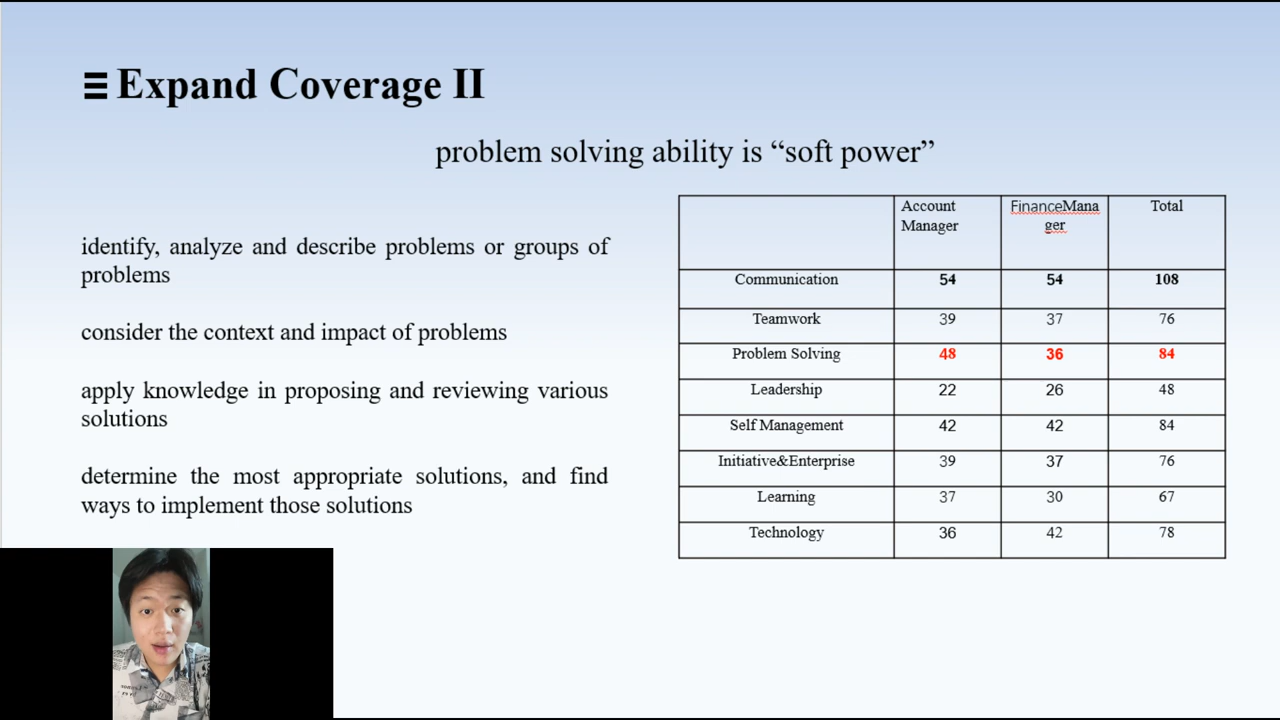 Expand Coverage II
problem solving ability is “soft power”
identify, analyze and describe problems or groups of
problems
consider the context and impact of problems
apply knowledge in proposing and reviewing various
solutions
determine the most appropriate solutions, and find
ways to implement those solutions
Account Manager FinanceManager Total
Communication 54 54 108
Teamwork 39 37 76
Problem Solving 48 36 84
Leadership 22 26 48
Self Management 42 42 84
Initiative&Enterprise 39 37 76
Learning 37 30 67
Technology 36 42 78